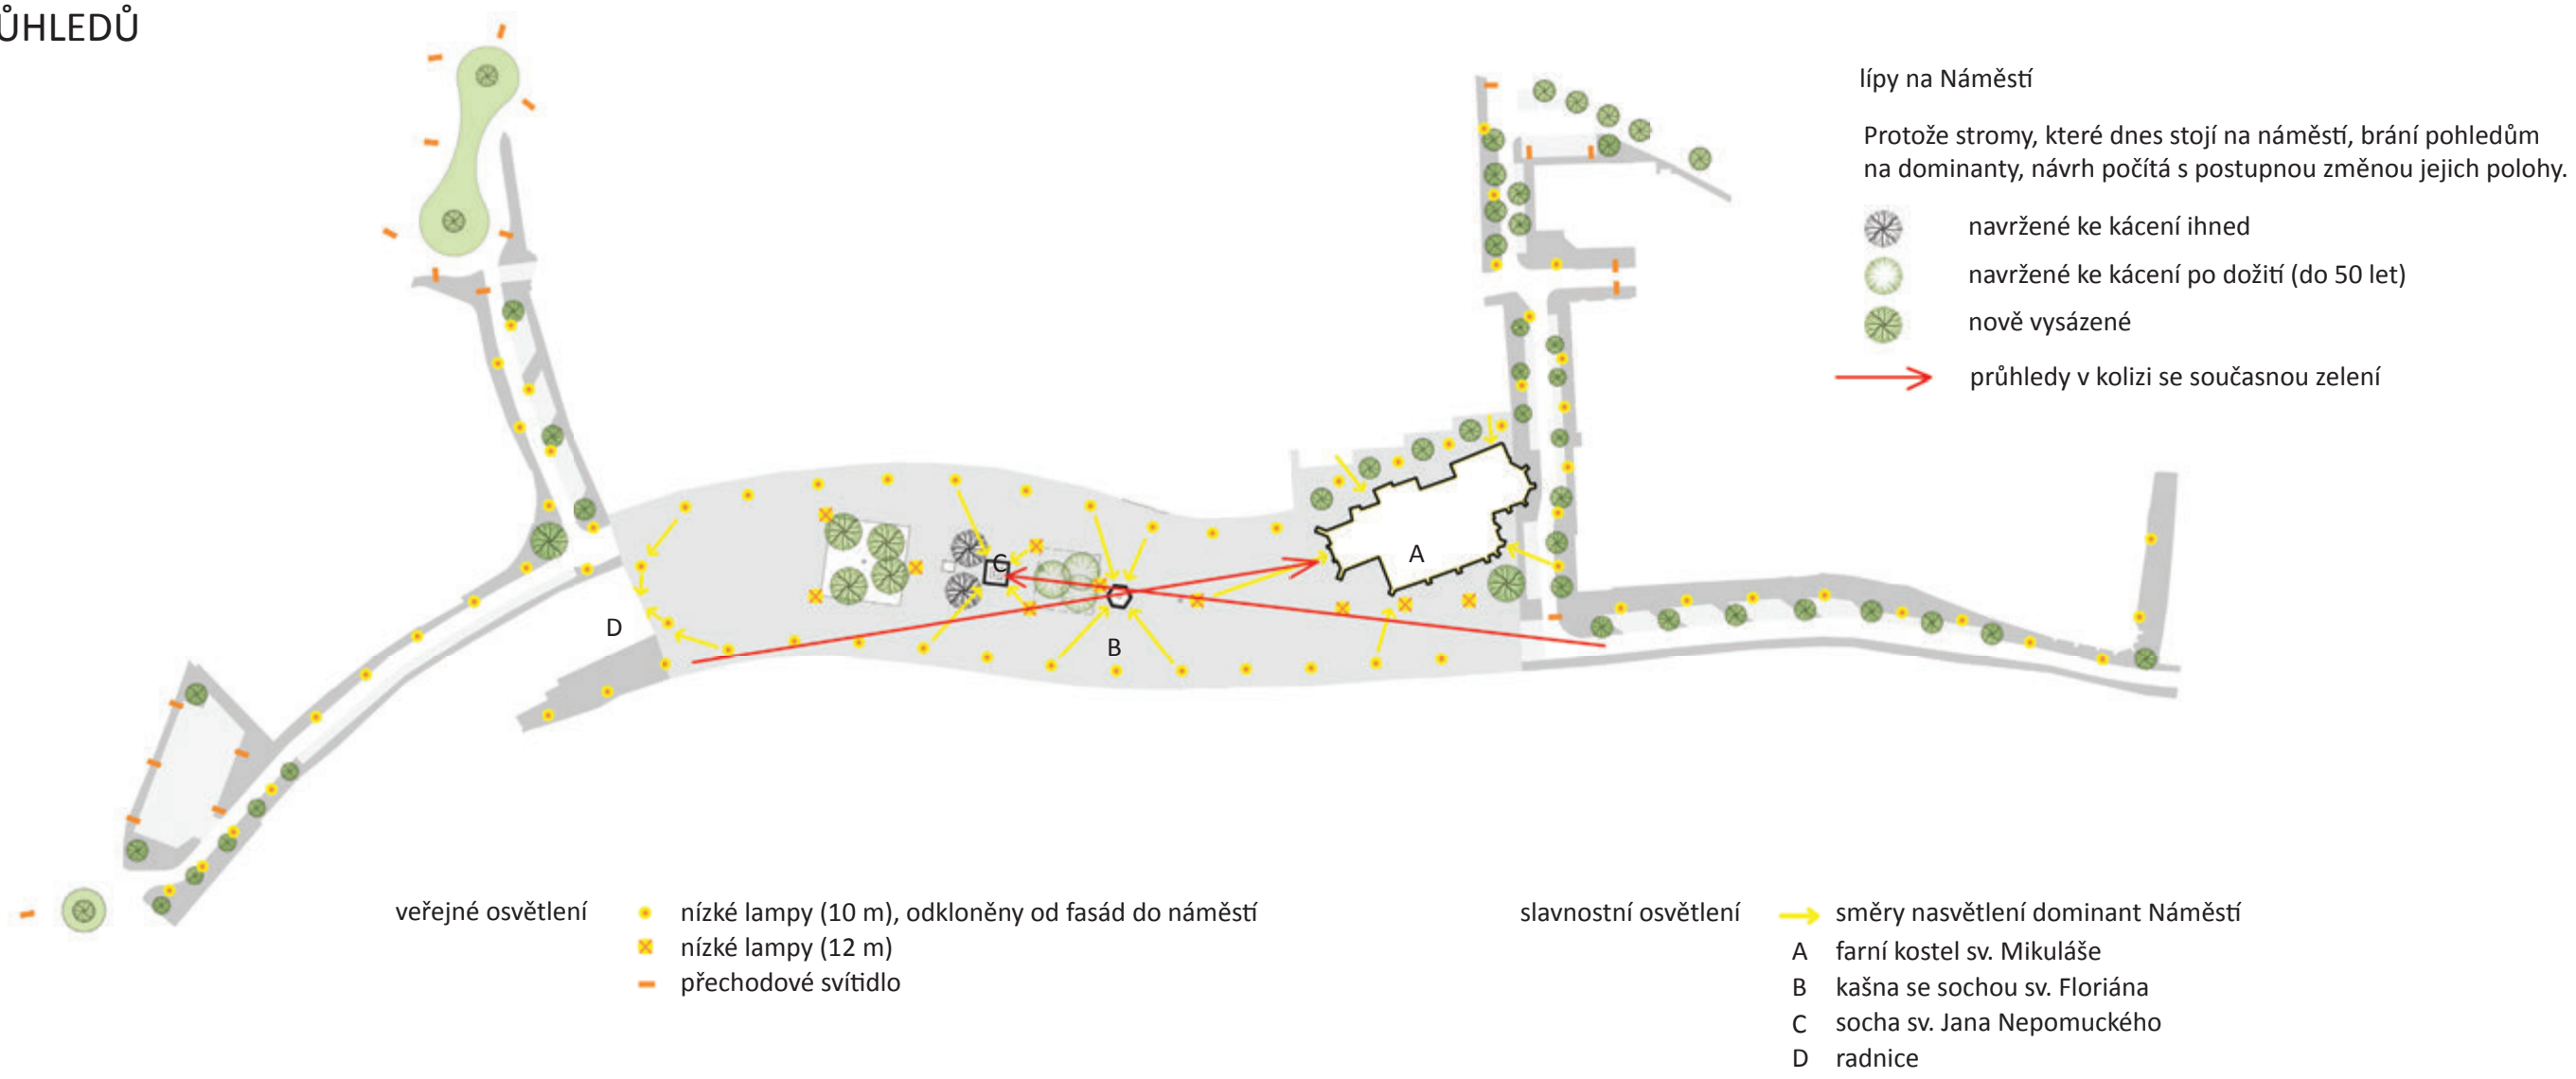 ŮHLEDŮ
lípy na Náměstí
Protože stromy, které dnes stojí na náměstí, brání pohledům
na dominanty, návrh počítá s postupnou změnou jejich polohy.
navržené ke kácení ihned
navržené ke kácení po dožití (do 50 let)
nově vysázené
průhledy v kolizi se současnou zelení
A
C
D
B
veřejné osvětlení
nízké lampy (10 m), odkloněny od fasád do náměstí
nízké lampy (12 m)
přechodové svítidlo
slavnostní osvětlení
směry nasvětlení dominant Náměstí
A farní kostel sv. Mikuláše
B kašna se sochou sv. Floriána
C socha sv. Jana Nepomuckého
D radnice